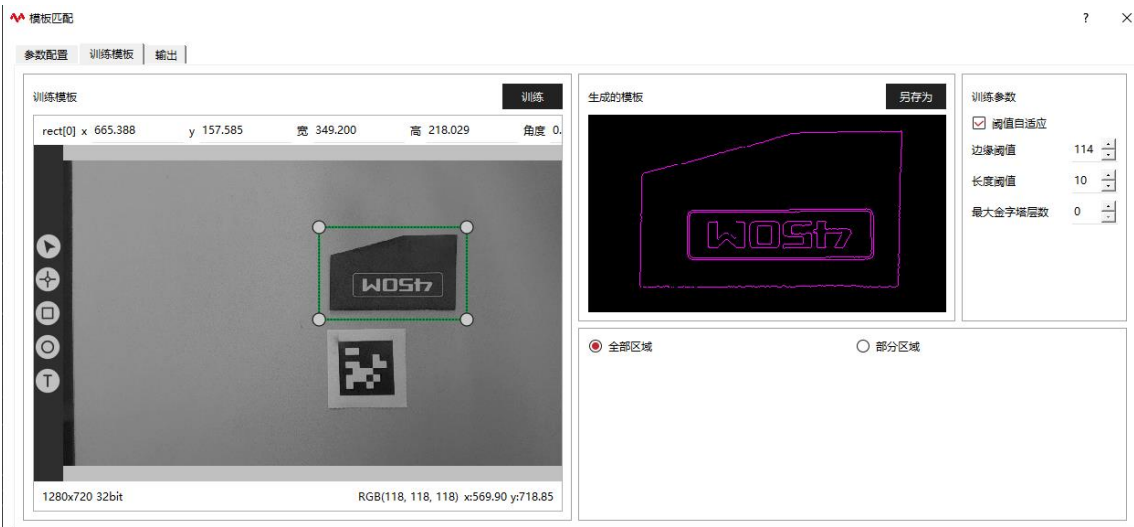 模板匹配
? ×
参数配置 训练模板 输出
训练模板 训练
rect[0] x 665.388 y 157.585 宽 349.200 高 218.029 角度 0.
T
1280x720 32bit RGB(118, 118, 118) x:569.90 y:718.85
生成的模板 另存为
训练参数
阈值自适应
边缘阈值 114
长度阈值 10
最大金字塔层数 0
全部区域 部分区域